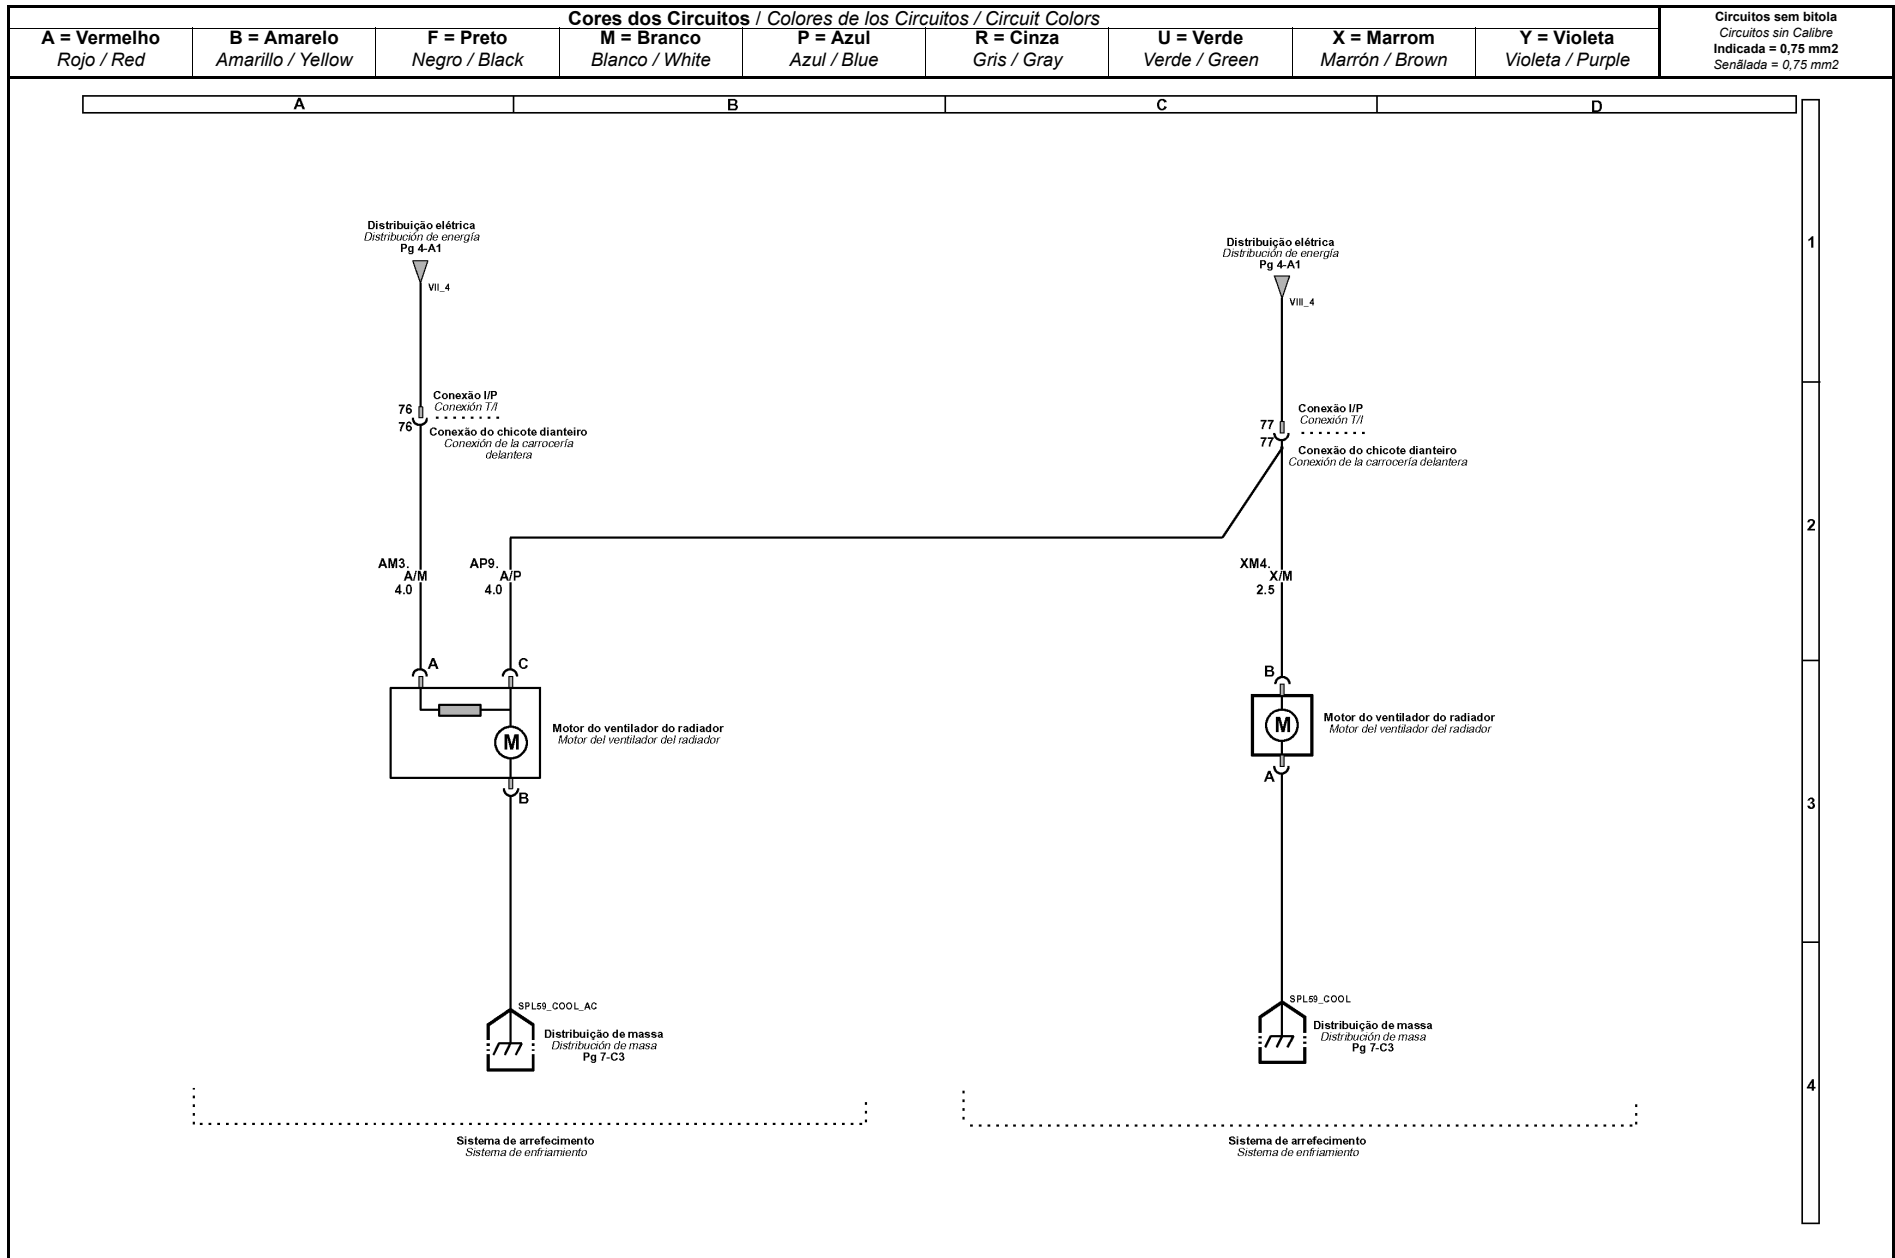 Cores dos Circuitos / Colores de los Circuitos / Circuit Colors
A = Vermelho
Rojo / Red
B = Amarelo
Amarillo / Yellow
F = Preto
Negro / Black
M = Branco
Blanco / White
P = Azul
Azul / Blue
R = Cinza
Gris / Gray
U = Verde
Verde / Green
X = Marrom
Marrón / Brown
Y = Violeta
Violeta / Purple
Circuitos sem bitola
Circuitos sin Calibre
Indicada = 0,75 mm2
Senãlada = 0,75 mm2
A
B
C
D
1
2
3
4
Distribuição elétrica
Distribución de energía
Pg 4-A1
VII_4
76
76
Conexão I/P
Conexión T/I
Conexão do chicote dianteiro
Conexión de la carrocería
delantera
AM3.
A/M
4.0
AP9.
A/P
4.0
A
C
Motor do ventilador do radiador
Motor del ventilador del radiador
M
B
SPL59_COOL_AC
Distribuição de massa
Distribución de masa
Pg 7-C3
Sistema de arrefecimento
Sistema de enfriamiento
Distribuição elétrica
Distribución de energía
Pg 4-A1
VIII_4
77
77
Conexão I/P
Conexión T/I
Conexão do chicote dianteiro
Conexión de la carrocería delantera
XM4.
X/M
2.5
B
M
Motor do ventilador do radiador
Motor del ventilador del radiador
A
SPL59_COOL
Distribuição de massa
Distribución de masa
Pg 7-C3
Sistema de arrefecimento
Sistema de enfriamiento